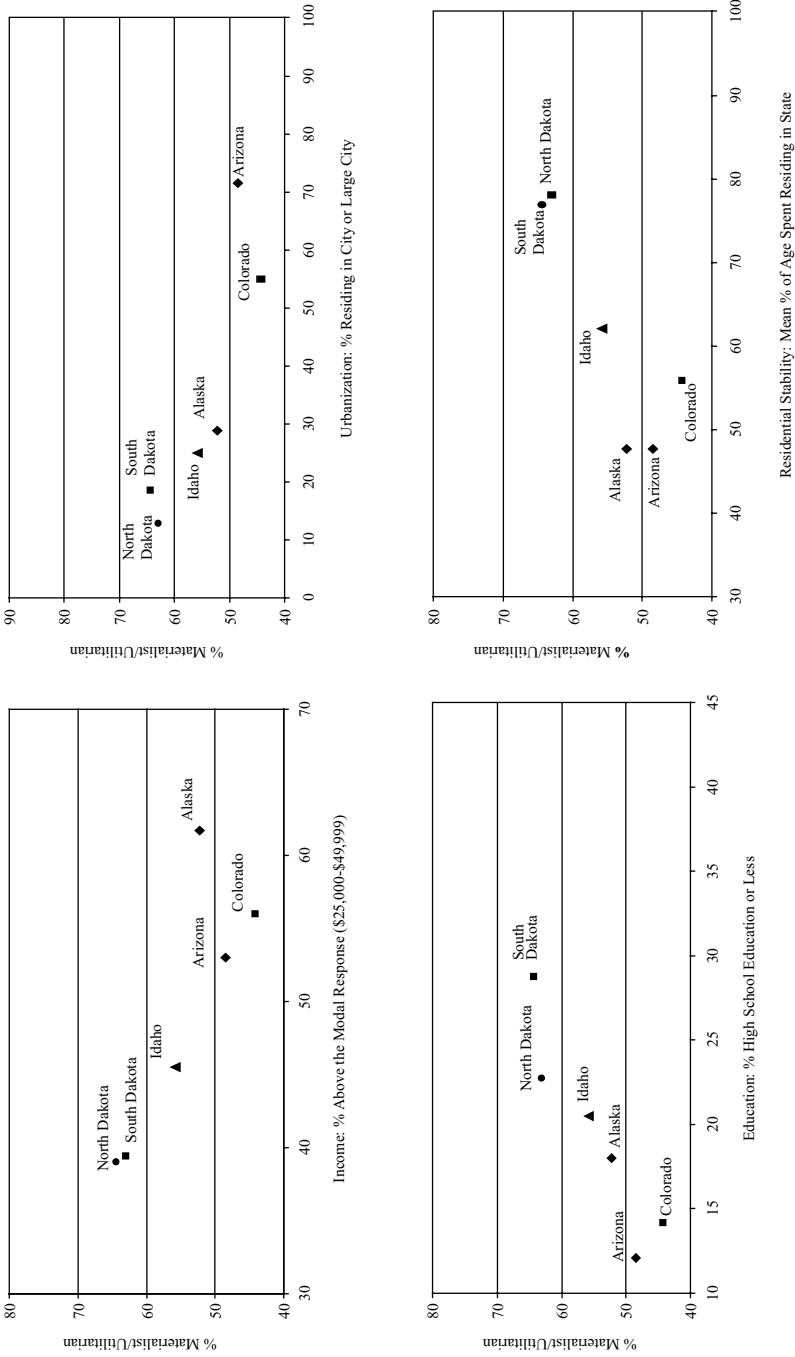 80
70
60
50
40
30
40
50
60
70
% Materialist/Utilitarian
North Dakota
South Dakota
Idaho
Arizona
Colorado
Alaska
Income: % Above the Modal Response ($25,000-$49,999)
90
80
70
60
50
40
0
10
20
30
40
50
60
70
80
90
100
% Materialist/Utilitarian
North
Dakota
South
Dakota
Idaho
Alaska
Colorado
Arizona
Urbanization: % Residing in City or Large City
80
70
60
50
40
10
15
20
25
30
35
40
45
% Materialist/Utilitarian
Arizona
Colorado
Alaska
Idaho
North Dakota
South
Dakota
Education: % High School Education or Less
80
70
60
50
40
30
40
50
60
70
80
90
100
% Materialist/Utilitarian
Alaska
Arizona
Colorado
Idaho
South
Dakota
North Dakota
Residential Stability: Mean % of Age Spent Residing in State